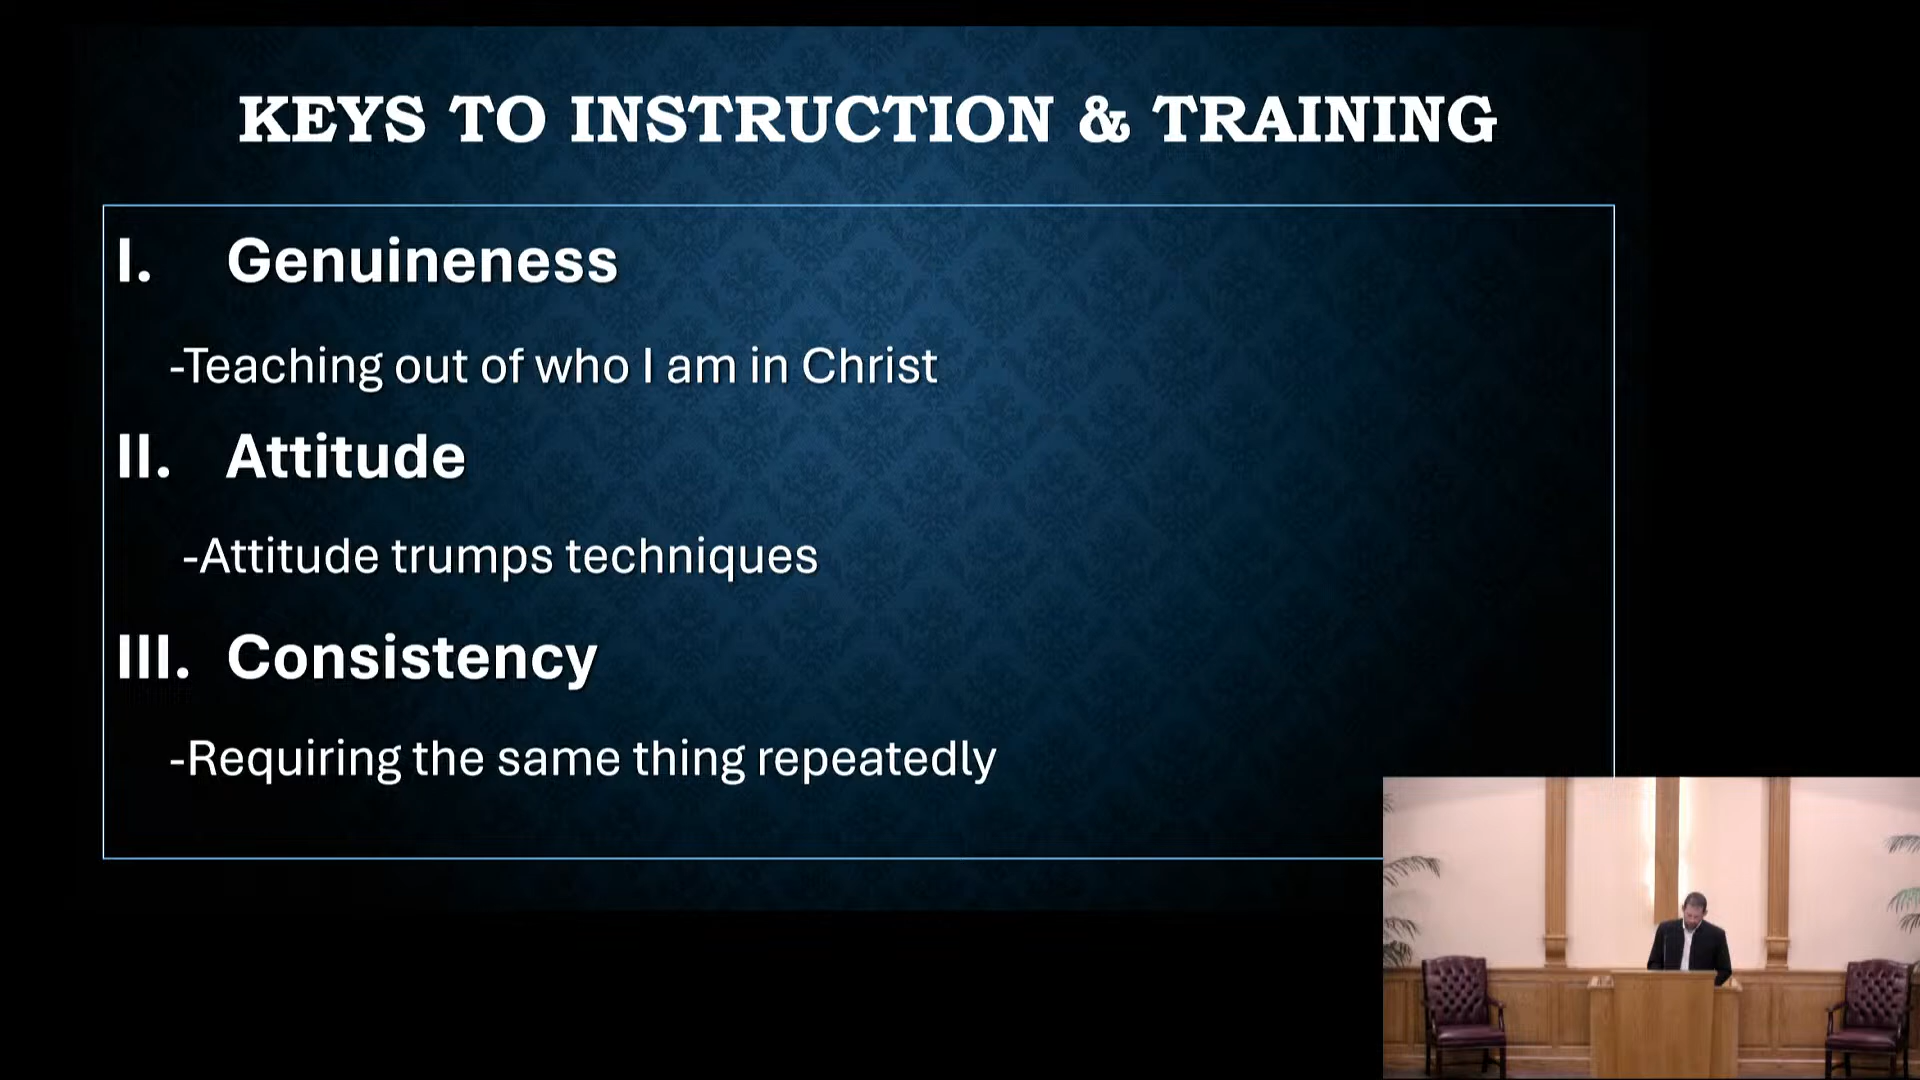 KEYS TO INSTRUCTION & TRAINING
I. Genuineness
-Teaching out of who I am in Christ
II. Attitude
-Attitude trumps techniques
III. Consistency
-Requiring the same thing repeatedly